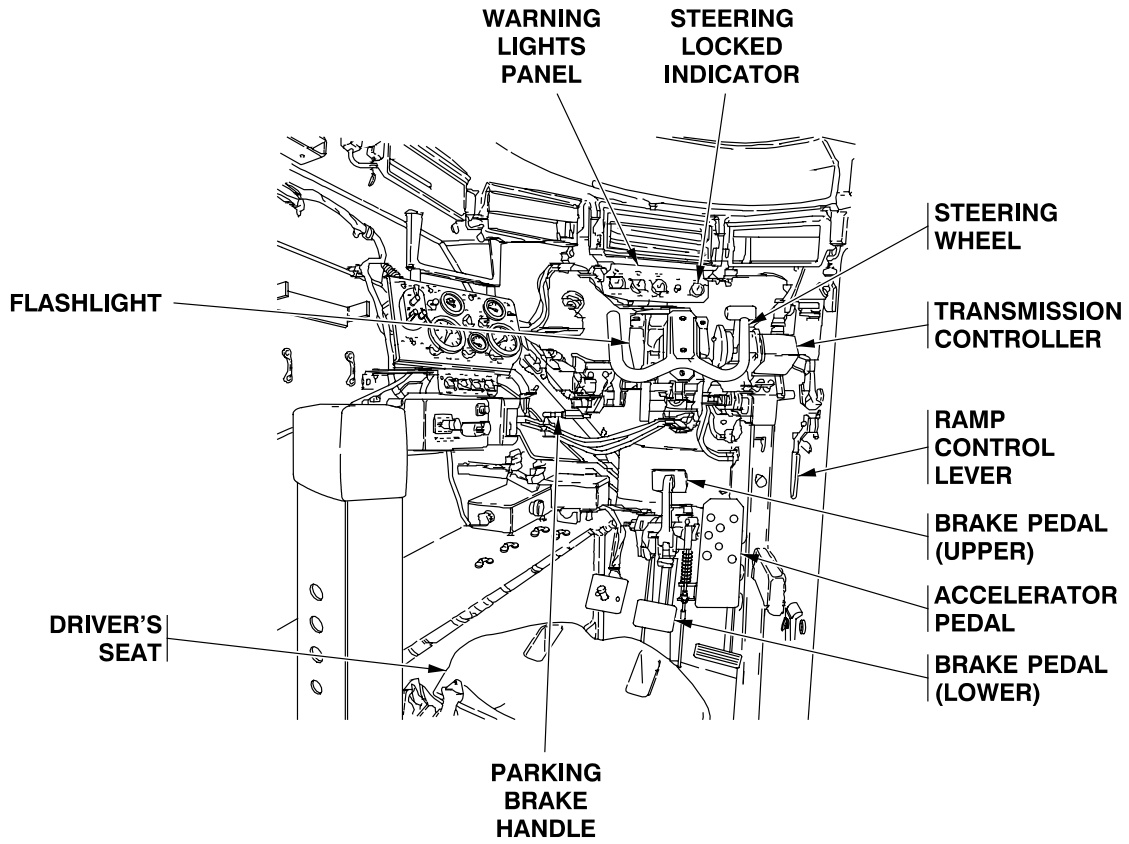 WARNING
LIGHTS
PANEL
STEERING
LOCKED
INDICATOR
STEERING
WHEEL
FLASHLIGHT
TRANSMISSION
CONTROLLER
RAMP
CONTROL
LEVER
BRAKE PEDAL
(UPPER)
ACCELERATOR
PEDAL
DRIVER'S
SEAT
BRAKE PEDAL
(LOWER)
PARKING
BRAKE
HANDLE